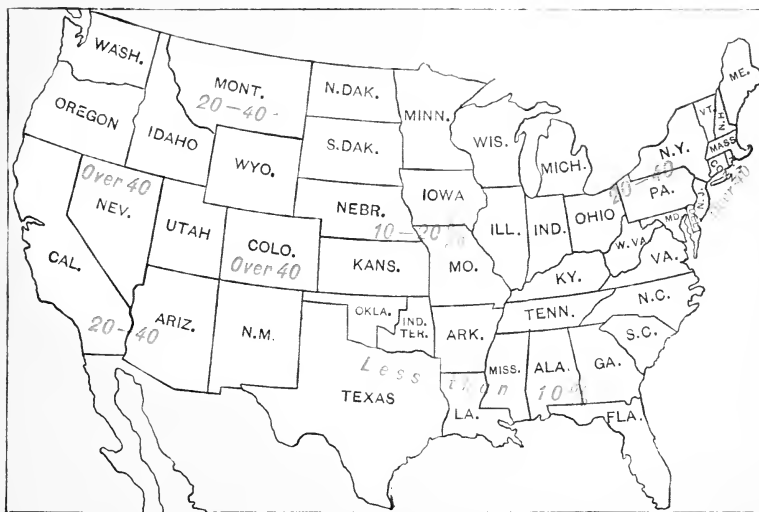 WASH.
OREGON
IDAHO
MONT.
20–40
N.DAK.
S.DAK.
MINN.
WIS.
MICH.
WYO.
Over 40
NEV.
UTAH
CAL.
20–40
COLO.
Over 40
NEBR.
10–20%
KANS.
IOWA
MO.
ILL.
IND.
OHIO
20–40
N.Y.
PA.
VT.
N.H.
ME.
MASS
N.J.
Over 40
MD.
W.VA
VA.
KY.
TENN.
N.C.
S.C.
ARIZ.
N.M.
OKLA.
IND.
TER.
ARK.
Less than 10%
TEXAS
LA.
MISS.
ALA.
GA.
FLA.